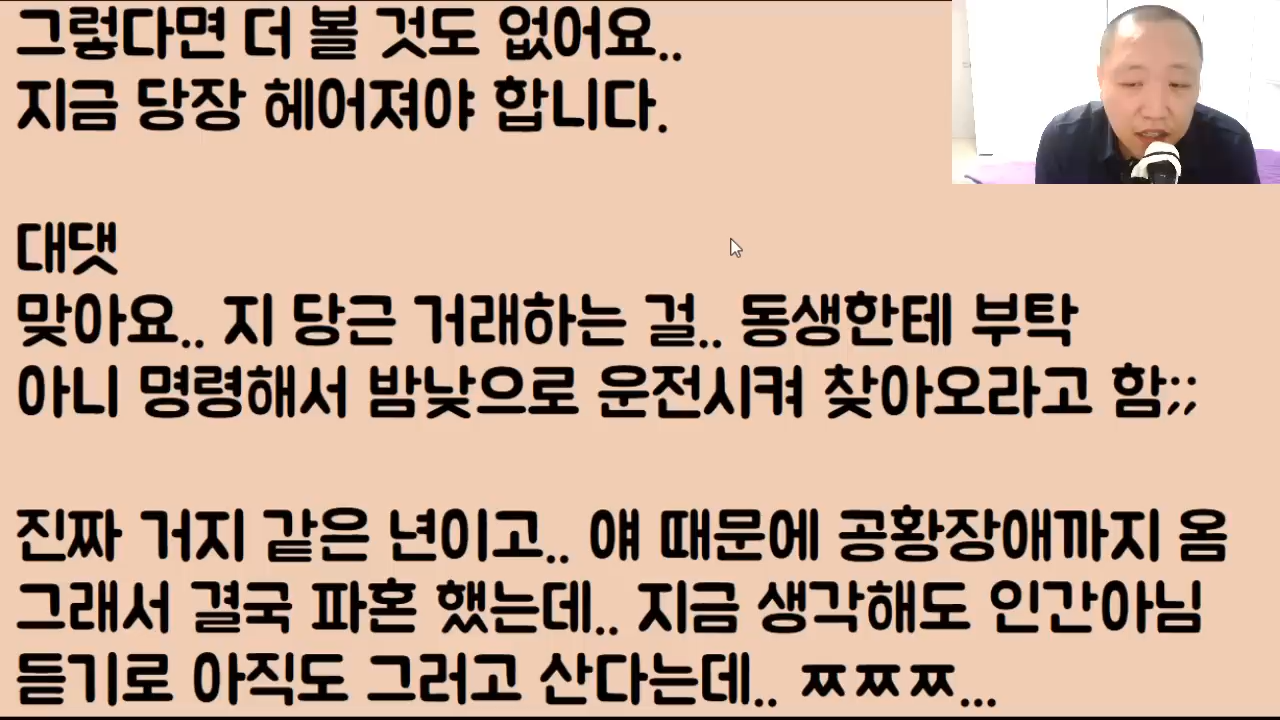 그렇다면 더 볼 것도 없어요..
지금 당장 헤어져야 합니다.
대댓
맞아요.. 지 당근 거래하는 걸.. 동생한테 부탁
아니 명령해서 밤낮으로 운전시켜 찾아오라고 함;;
진짜 거지 같은 년이고.. 얘 때문에 공황장애까지 옴
그래서 결국 파혼 했는데.. 지금 생각해도 인간아님
듣기로 아직도 그러고 산다는데.. ㅉㅉㅉ...